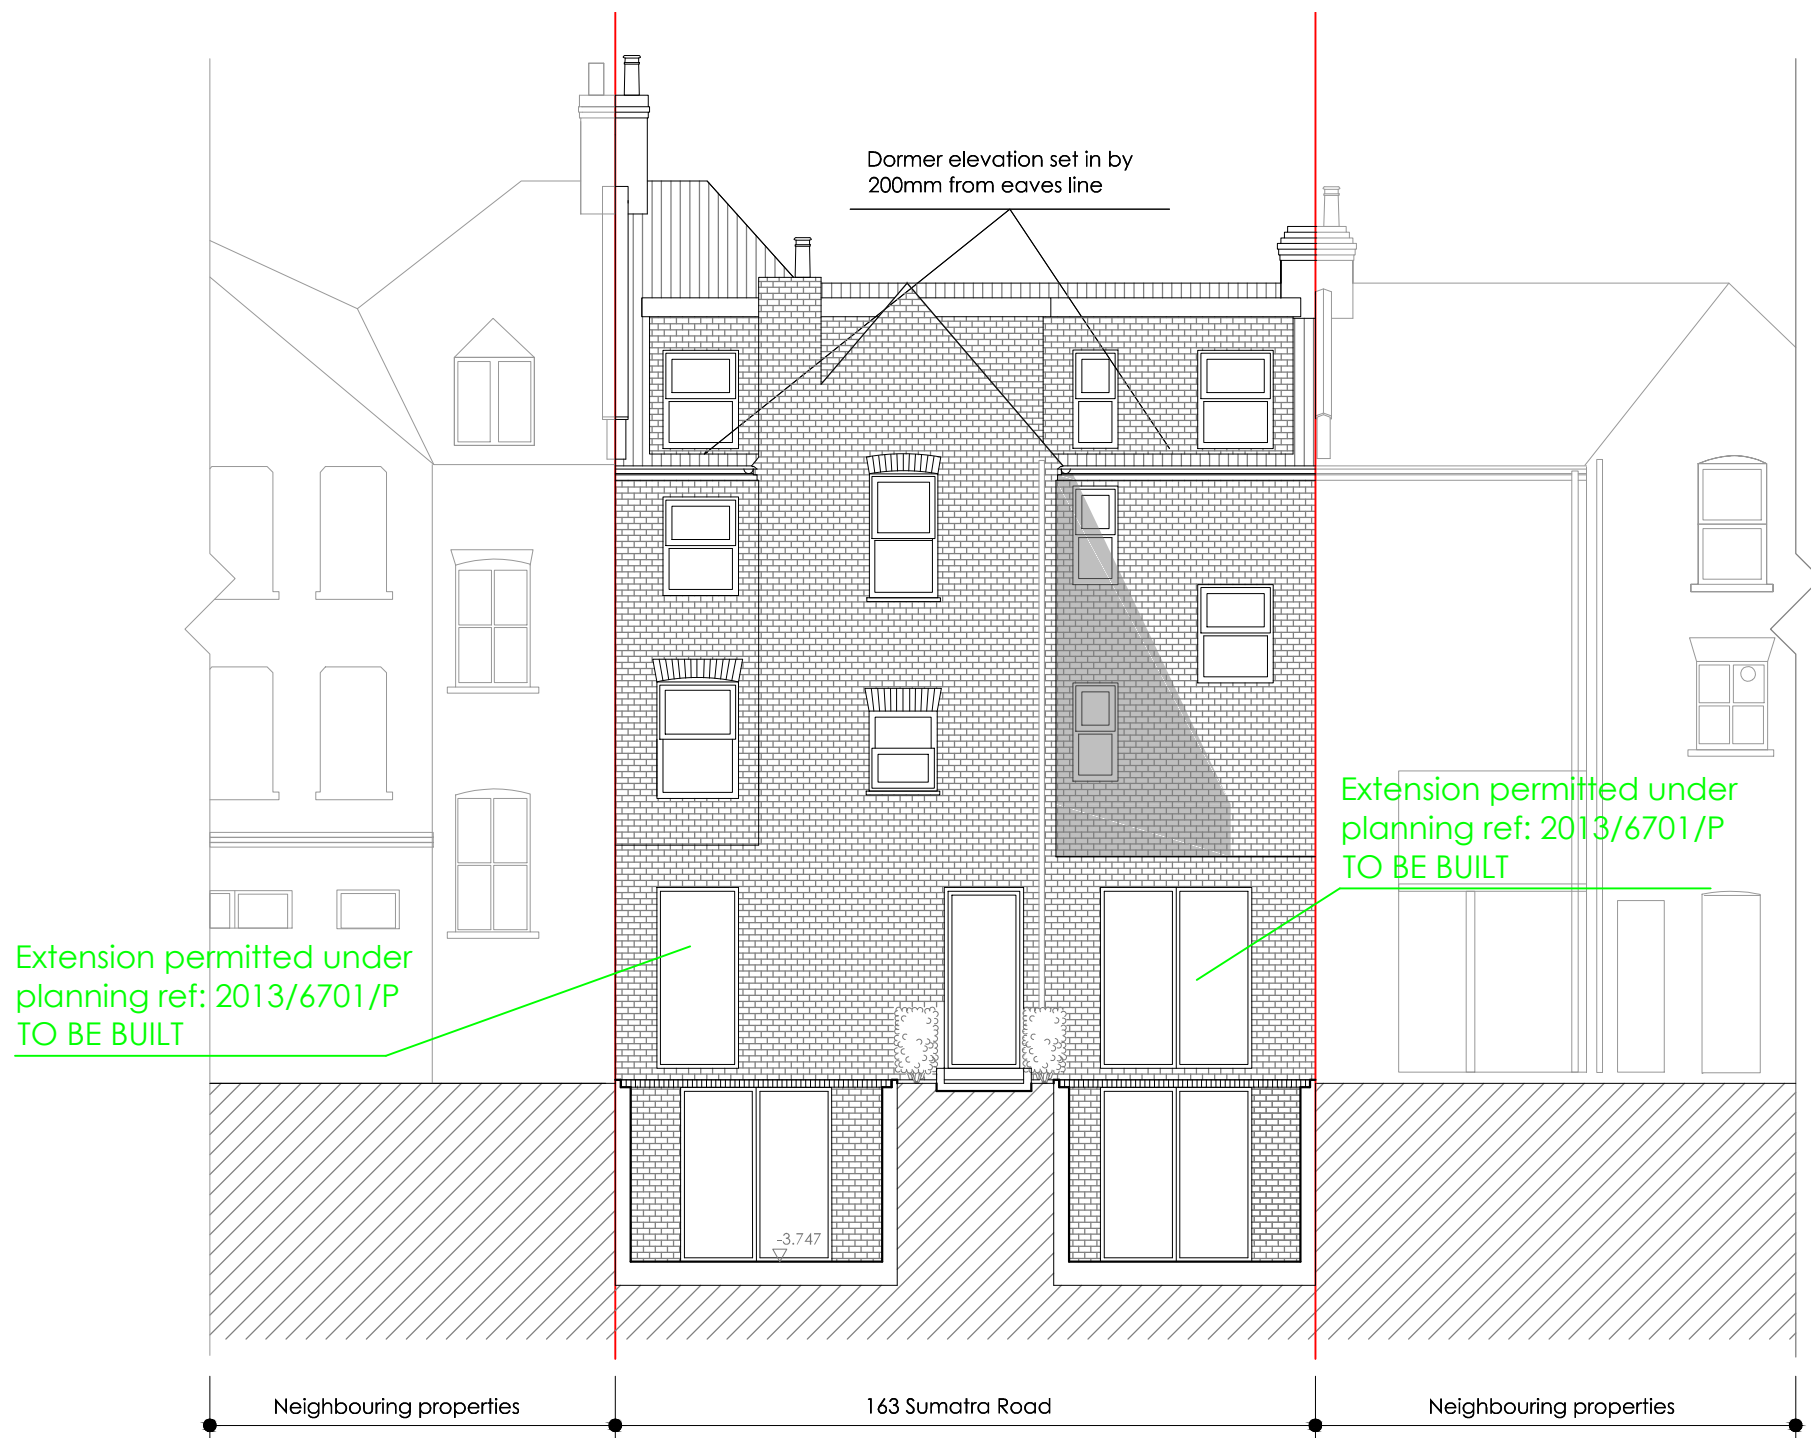 Dormer elevation set in by
200mm from eaves line
Extension permitted under
planning ref: 2013/6701/P
TO BE BUILT
Extension permitted under
planning ref: 2013/6701/P
TO BE BUILT
-3.747
Neighbouring properties
163 Sumatra Road
Neighbouring properties